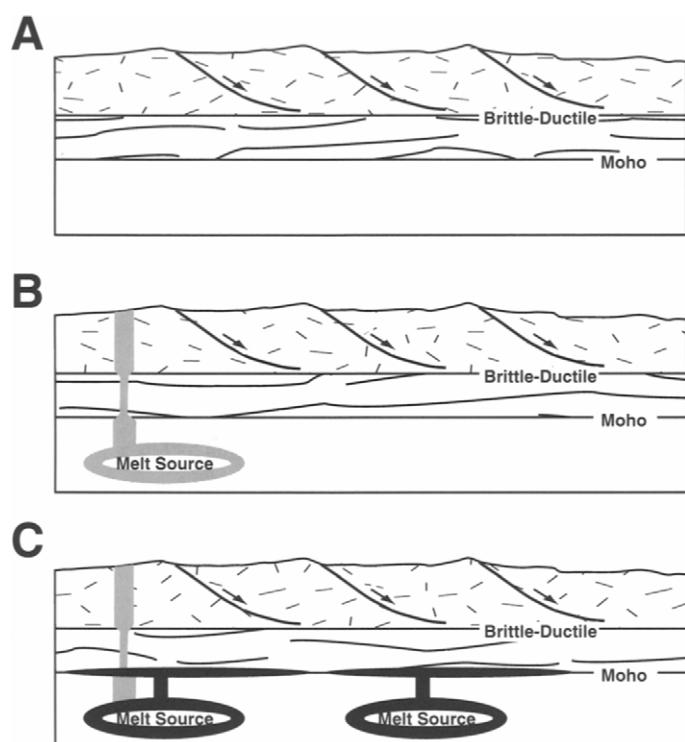 A
Brittle-Ductile
Moho
B
Brittle-Ductile
Moho
Melt Source
C
Brittle-Ductile
Moho
Melt Source Melt Source